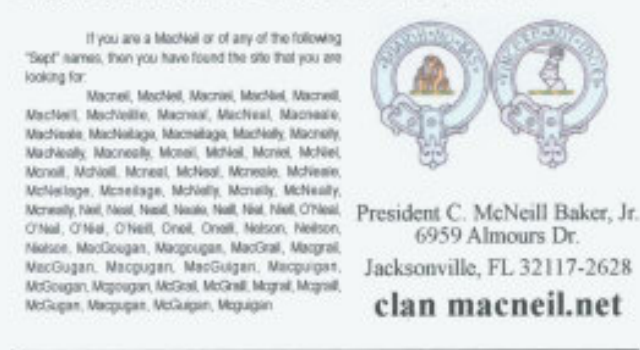 If you are a MacNeil or of any of the following
"Sept" names, then you have found the site that you are
looking for:
Macneil, MacNeil, Macniel, MacNiel, Macneill,
MacNeill, MacNeillie, Macneal, MacNeal, Macneale,
MacNeale, MacNeilage, Macneilage, MacNelly, Macnelly,
MacNeally, Macneally, Mcneil, McNeil, Mcniel, McNiel,
Mcneill, McNeill, Mcneal, McNeal, Mcneale, McNeale,
McNeilage, Mcneilage, McNelly, Mcnelly, McNeally,
Mcneally, Neil, Neal, Neall, Neale, Neill, Niel, Niell, O'Neal,
O'Neil, O'Niel, O'Neill, Oneil, Oneill, Nelson, Neilson,
Nielson, MacGougan, Macgougan, MacGrail, Macgrail,
MacGugan, Macgugan, MacGuigan, Macguigan,
McGougan, Mcgougan, McGrail, McGraill, Mcgrail, Mcgraill,
McGugan, Macgugan, McGuigan, Mcguigan
President C. McNeill Baker, Jr.
6959 Almours Dr.
Jacksonville, FL 32117-2628
clan macneil.net